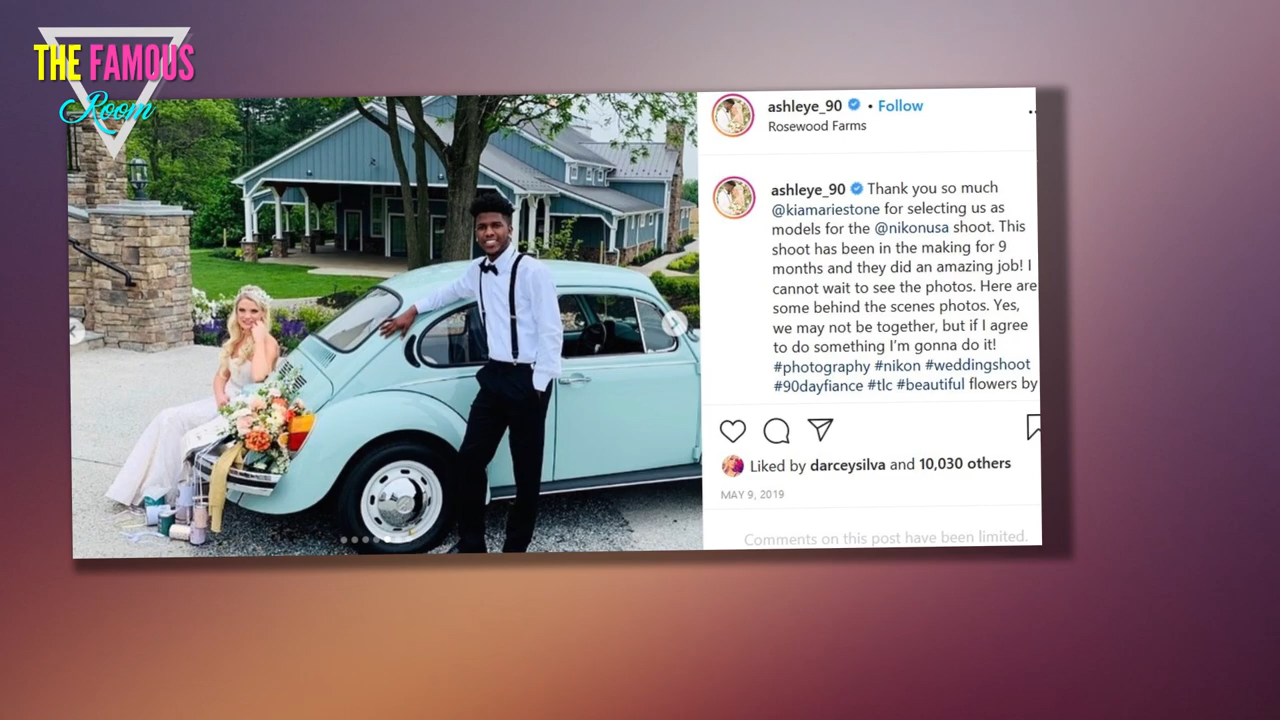 THE FAMOUS
Room
ashleye_90 • Follow
Rosewood Farms
ashleye_90 Thank you so much
@kiamariestone for selecting us as
models for the @nikonusa shoot. This
shoot has been in the making for 9
months and they did an amazing job! I
cannot wait to see the photos. Here are
some behind the scenes photos. Yes,
we may not be together, but if I agree
to do something I'm gonna do it!
#photography #nikon #weddingshoot
#90dayfiance #tlc #beautiful flowers by
Liked by darceysilva and 10,030 others
MAY 9, 2019
Comments on this post have been limited.